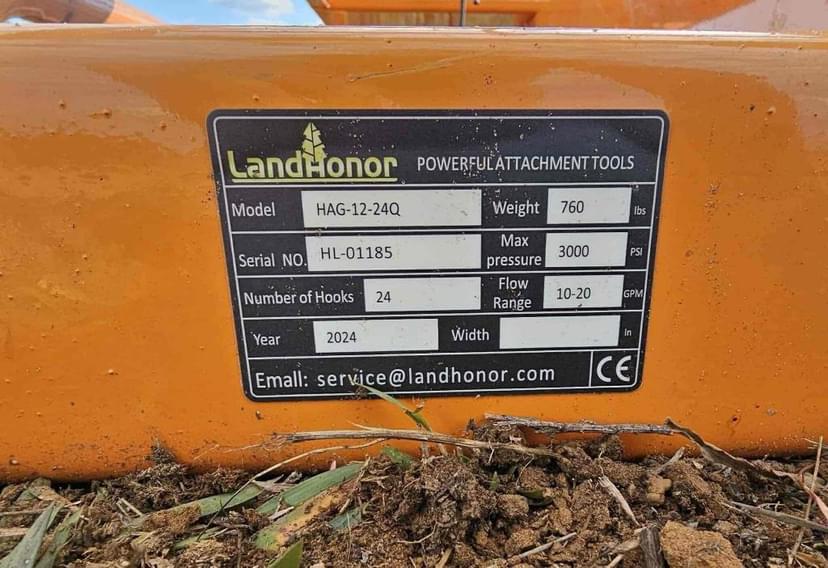 LandHonor POWERFUL ATTACHMENT TOOLS
Model HAG-12-24Q Weight 760 lbs
Serial NO. HL-01185 Max pressure 3000 PSI
Number of Hooks 24 Flow Range 10-20 GPM
Year 2024 Width In
Email: service@landhonor.com CE